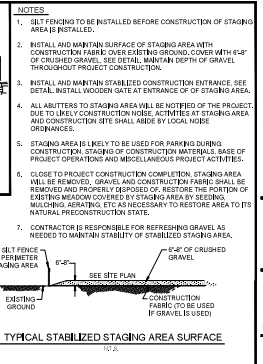 NOTES
1. SILT FENCING TO BE INSTALLED BEFORE CONSTRUCTION OF STAGING
AREA IS INSTALLED.
2. INSTALL AND MAINTAIN SURFACE OF STAGING AREA WITH
CONSTRUCTION FABRIC OVER EXISTING GROUND. COVER WITH 6"-8"
OF CRUSHED GRAVEL. SEE DETAIL. MAINTAIN DEPTH OF GRAVEL
THROUGHOUT PROJECT CONSTRUCTION.
3. INSTALL AND MAINTAIN STABILIZED CONSTRUCTION ENTRANCE, SEE
DETAIL. INSTALL WOODEN GATE AT ENTRANCE OF OF STAGING AREA.
4. ALL ABUTTERS TO STAGING AREA WILL BE NOTIFIED OF THE PROJECT.
DUE TO LIKELY CONSTRUCTION NOISE, ACTIVITIES AT STAGING AREA
AND CONSTRUCTION SITE SHALL ABIDE BY LOCAL NOISE
ORDINANCES.
5. STAGING AREA IS LIKELY TO BE USED FOR PARKING DURING
CONSTRUCTION, STAGING OF CONSTRUCTION MATERIALS, BASE OF
PROJECT OPERATIONS AND MISCELLANEOUS PROJECT ACTIVITIES.
6. CLOSE TO PROJECT CONSTRUCTION COMPLETION, STAGING AREA
WILL BE REMOVED. GRAVEL AND CONSTRUCTION FABRIC SHALL BE
REMOVED AND PROPERLY DISPOSED OF. RESTORE THE PORTION OF
EXISTING MEADOW COVERED BY STAGING AREA BY SEEDING,
MULCHING, AERATING, ETC AS NECESSARY TO RESTORE AREA TO ITS
NATURAL PRECONSTRUCTION STATE.
7. CONTRACTOR IS RESPONSIBLE FOR REFRESHING GRAVEL AS
NEEDED TO MAINTAIN STABILITY OF STABILIZED STAGING AREA.
SILT FENCE
PERIMETER
STAGING AREA
6"-8"
SEE SITE PLAN
6"-8" OF CRUSHED
GRAVEL
EXISTING
GROUND
CONSTRUCTION
FABRIC (TO BE USED
IF GRAVEL IS USED)
TYPICAL STABILIZED STAGING AREA SURFACE
N.T.S.